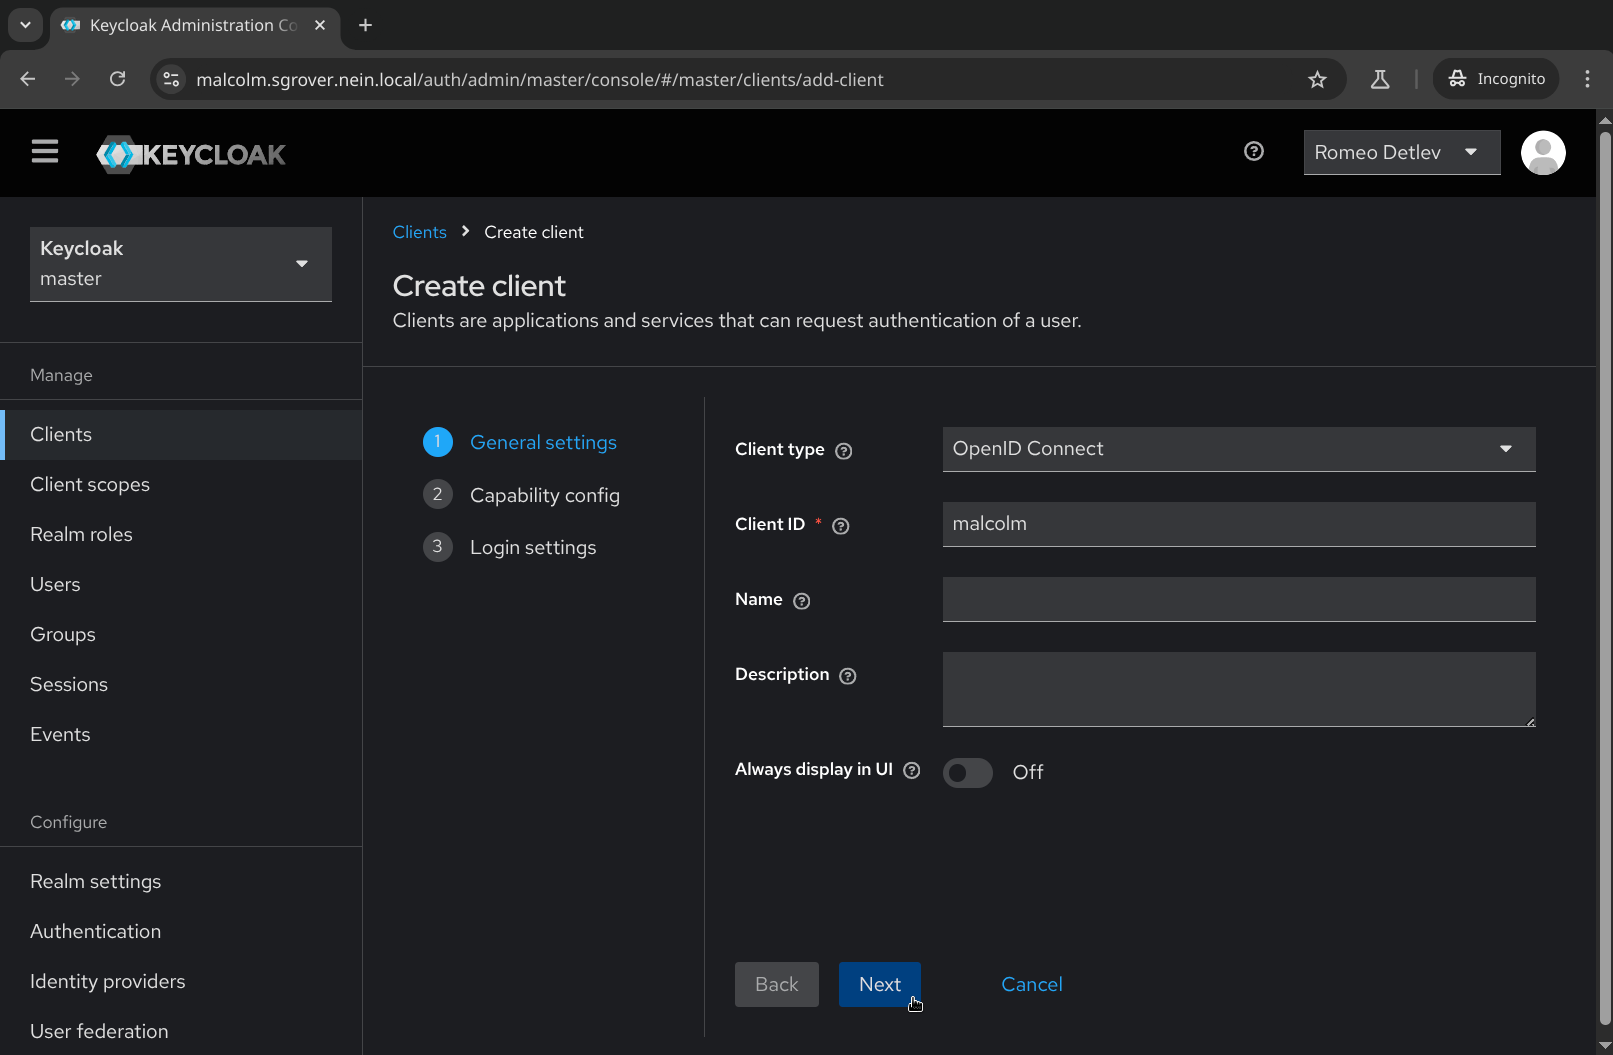 Keycloak Administration Co
malcolm.sgrover.nein.local/auth/admin/master/console/#/master/clients/add-client
Incognito
KEYCLOAK
Romeo Detlev
Keycloak
master
Manage
Clients
Client scopes
Realm roles
Users
Groups
Sessions
Events
Configure
Realm settings
Authentication
Identity providers
User federation
Clients > Create client
Create client
Clients are applications and services that can request authentication of a user.
1 General settings
2 Capability config
3 Login settings
Client type OpenID Connect
Client ID * malcolm
Name
Description
Always display in UI Off
Back Next Cancel